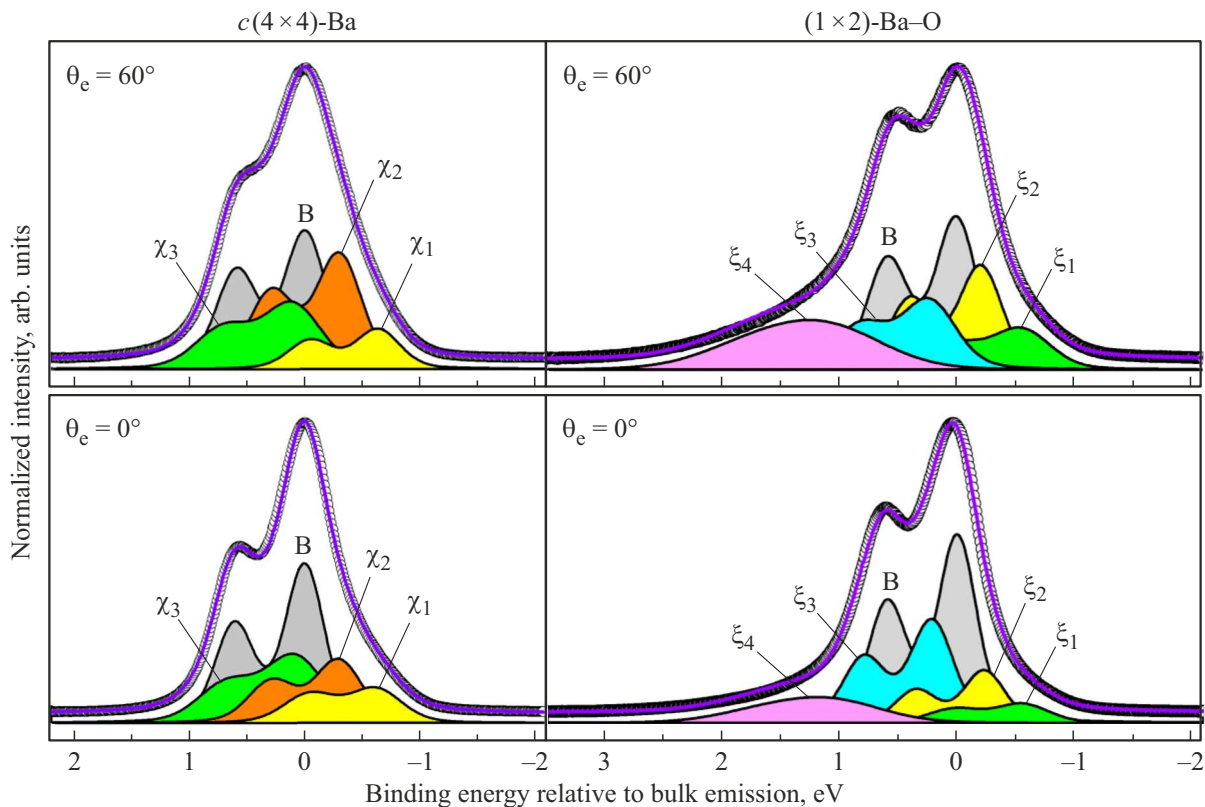 c(4×4)-Ba
(1×2)-Ba–O
θe = 60°
χ3
B
χ2
χ1
θe = 60°
ξ4
ξ3
B
ξ2
ξ1
θe = 0°
χ3
B
χ2
χ1
θe = 0°
ξ4
ξ3
B
ξ2
ξ1
Normalized intensity, arb. units
2 1 0 –1 –2
3 2 1 0 –1 –2
Binding energy relative to bulk emission, eV